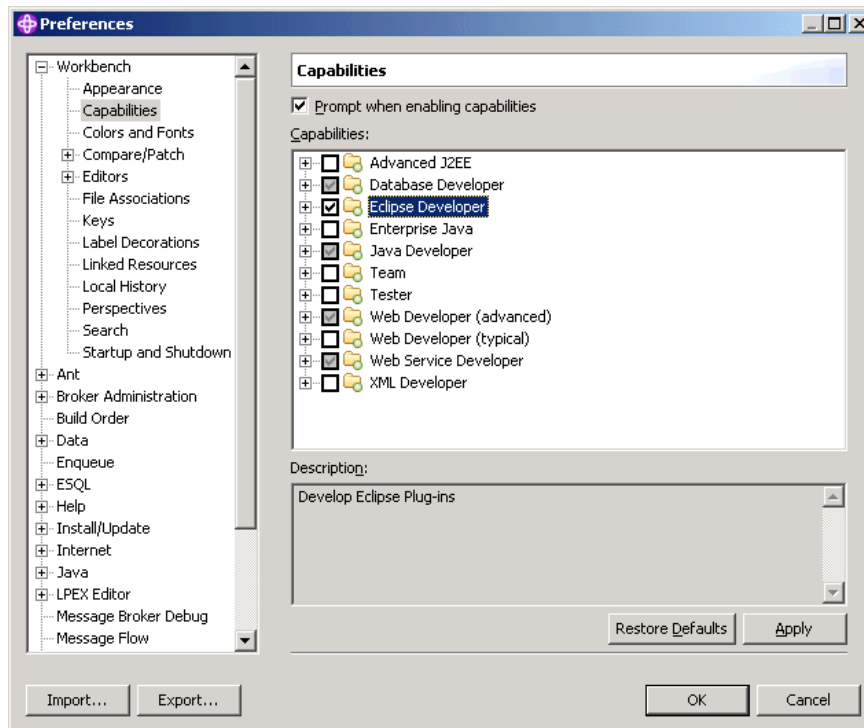 Preferences
Workbench
Appearance
Capabilities
Colors and Fonts
Compare/Patch
Editors
File Associations
Keys
Label Decorations
Linked Resources
Local History
Perspectives
Search
Startup and Shutdown
Ant
Broker Administration
Build Order
Data
Enqueue
ESQL
Help
Install/Update
Internet
Java
LPEX Editor
Message Broker Debug
Message Flow
Capabilities
Prompt when enabling capabilities
Capabilities:
Advanced J2EE
Database Developer
Eclipse Developer
Enterprise Java
Java Developer
Team
Tester
Web Developer (advanced)
Web Developer (typical)
Web Service Developer
XML Developer
Description:
Develop Eclipse Plug-ins
Restore Defaults
Apply
Import...
Export...
OK
Cancel